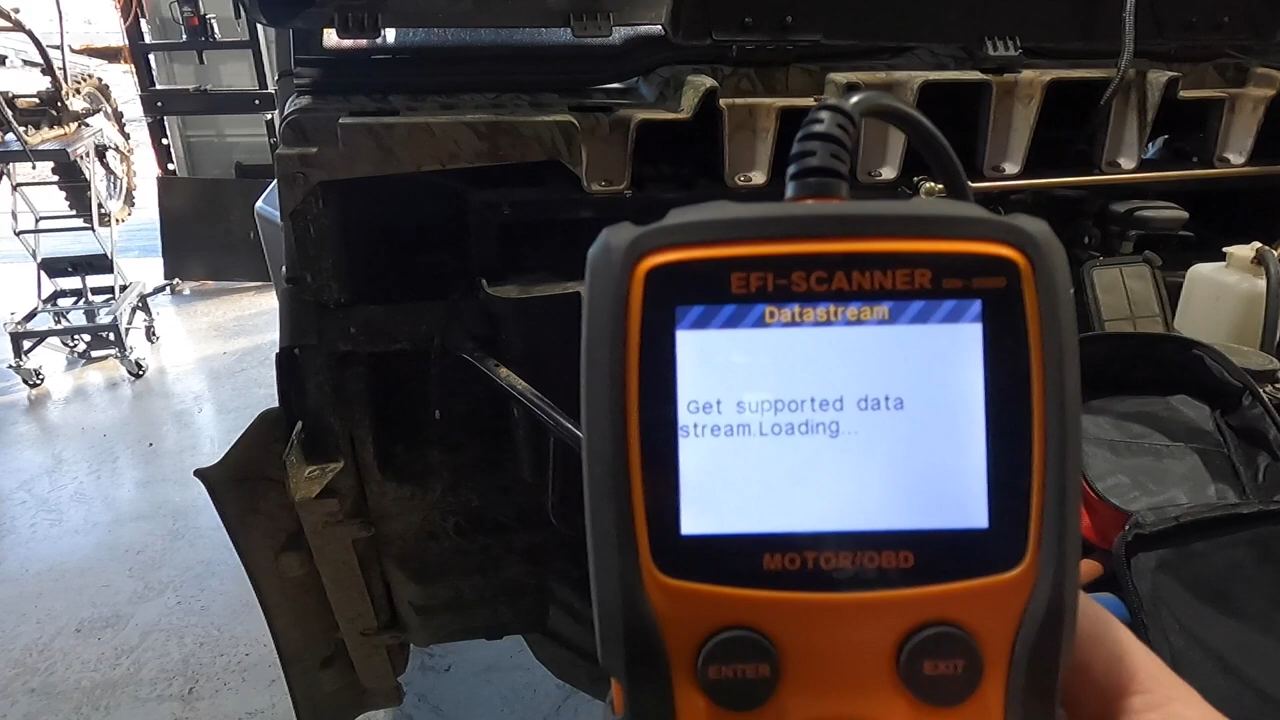 EFI-SCANNER
Datastream
Get supported data
stream.Loading...
MOTOR/OBD
ENTER
EXIT